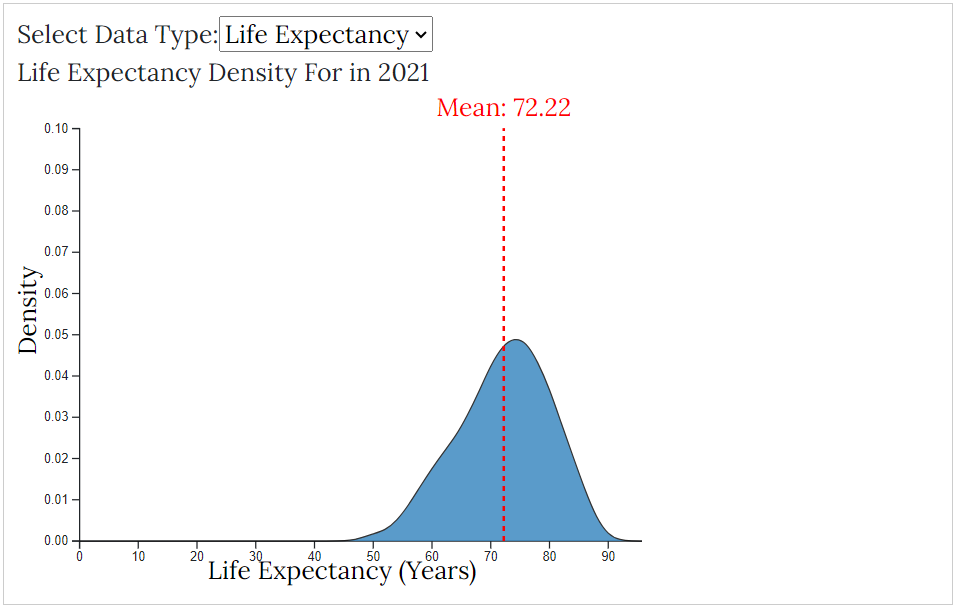 Select Data Type: Life Expectancy
Life Expectancy Density For in 2021
Mean: 72.22
0.10
0.09
0.08
0.07
0.06
0.05
0.04
0.03
0.02
0.01
0.00
Density
0 10 20 30 40 50 60 70 80 90
Life Expectancy (Years)